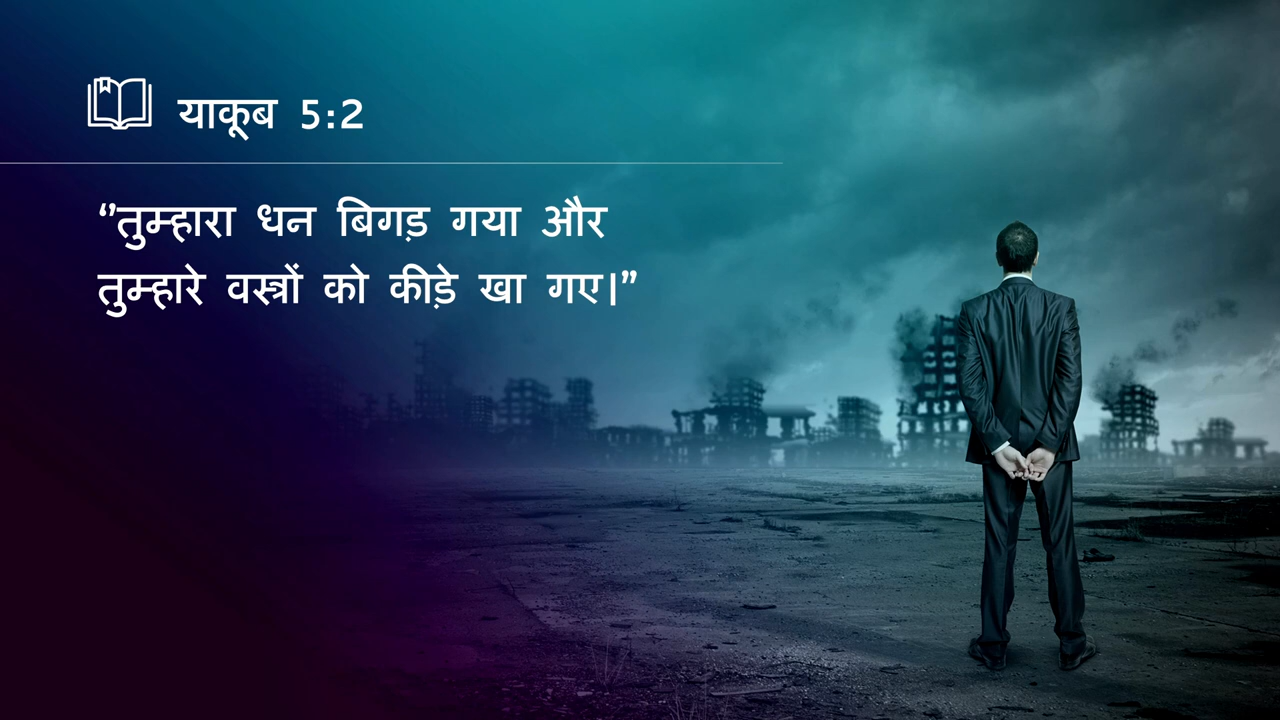 याकूब 5:2
‘’तुम्हारा धन बिगड़ गया और
तुम्हारे वस्त्रों को कीड़े खा गए।”